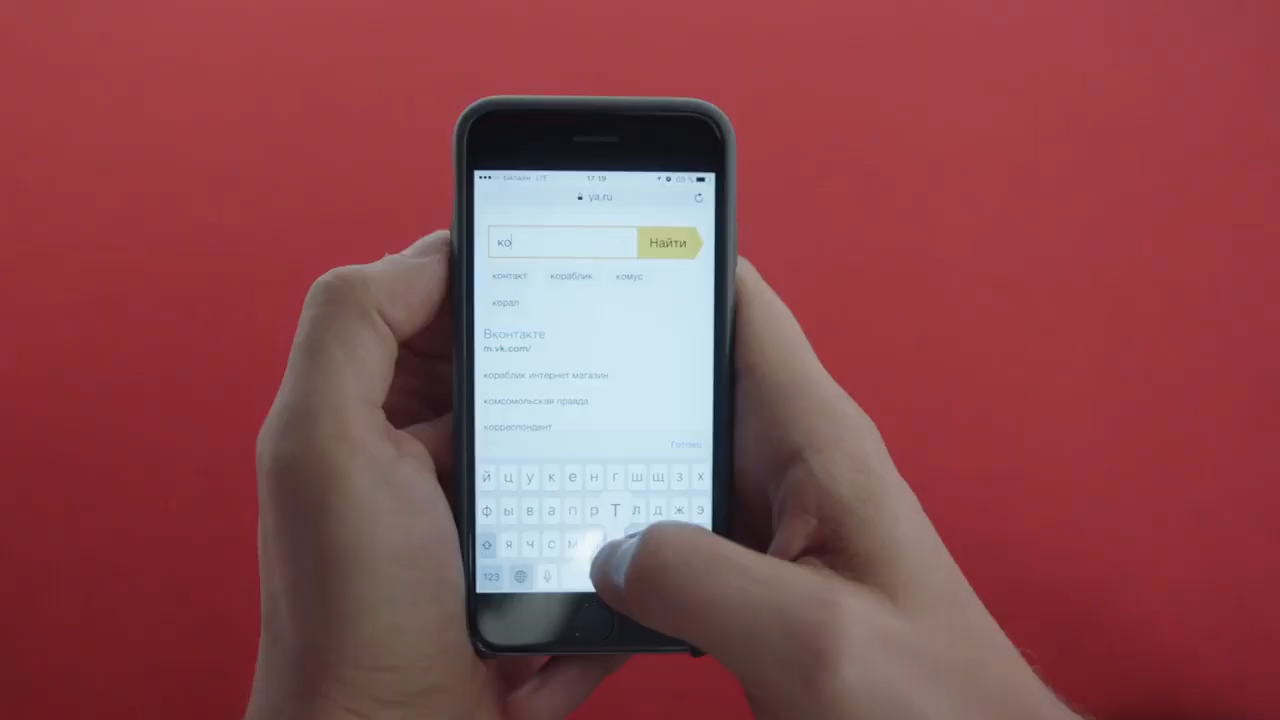 Билайн LTE 17:19 69 %
ya.ru
ко Найти
контакт кораблик комус
корал
Вконтакте
m.vk.com/
кораблик интернет магазин
комсомольская правда
корреспондент
Готово
й ц у к е н г ш щ з х
ф ы в а п р Т л д ж э
я ч с м
123